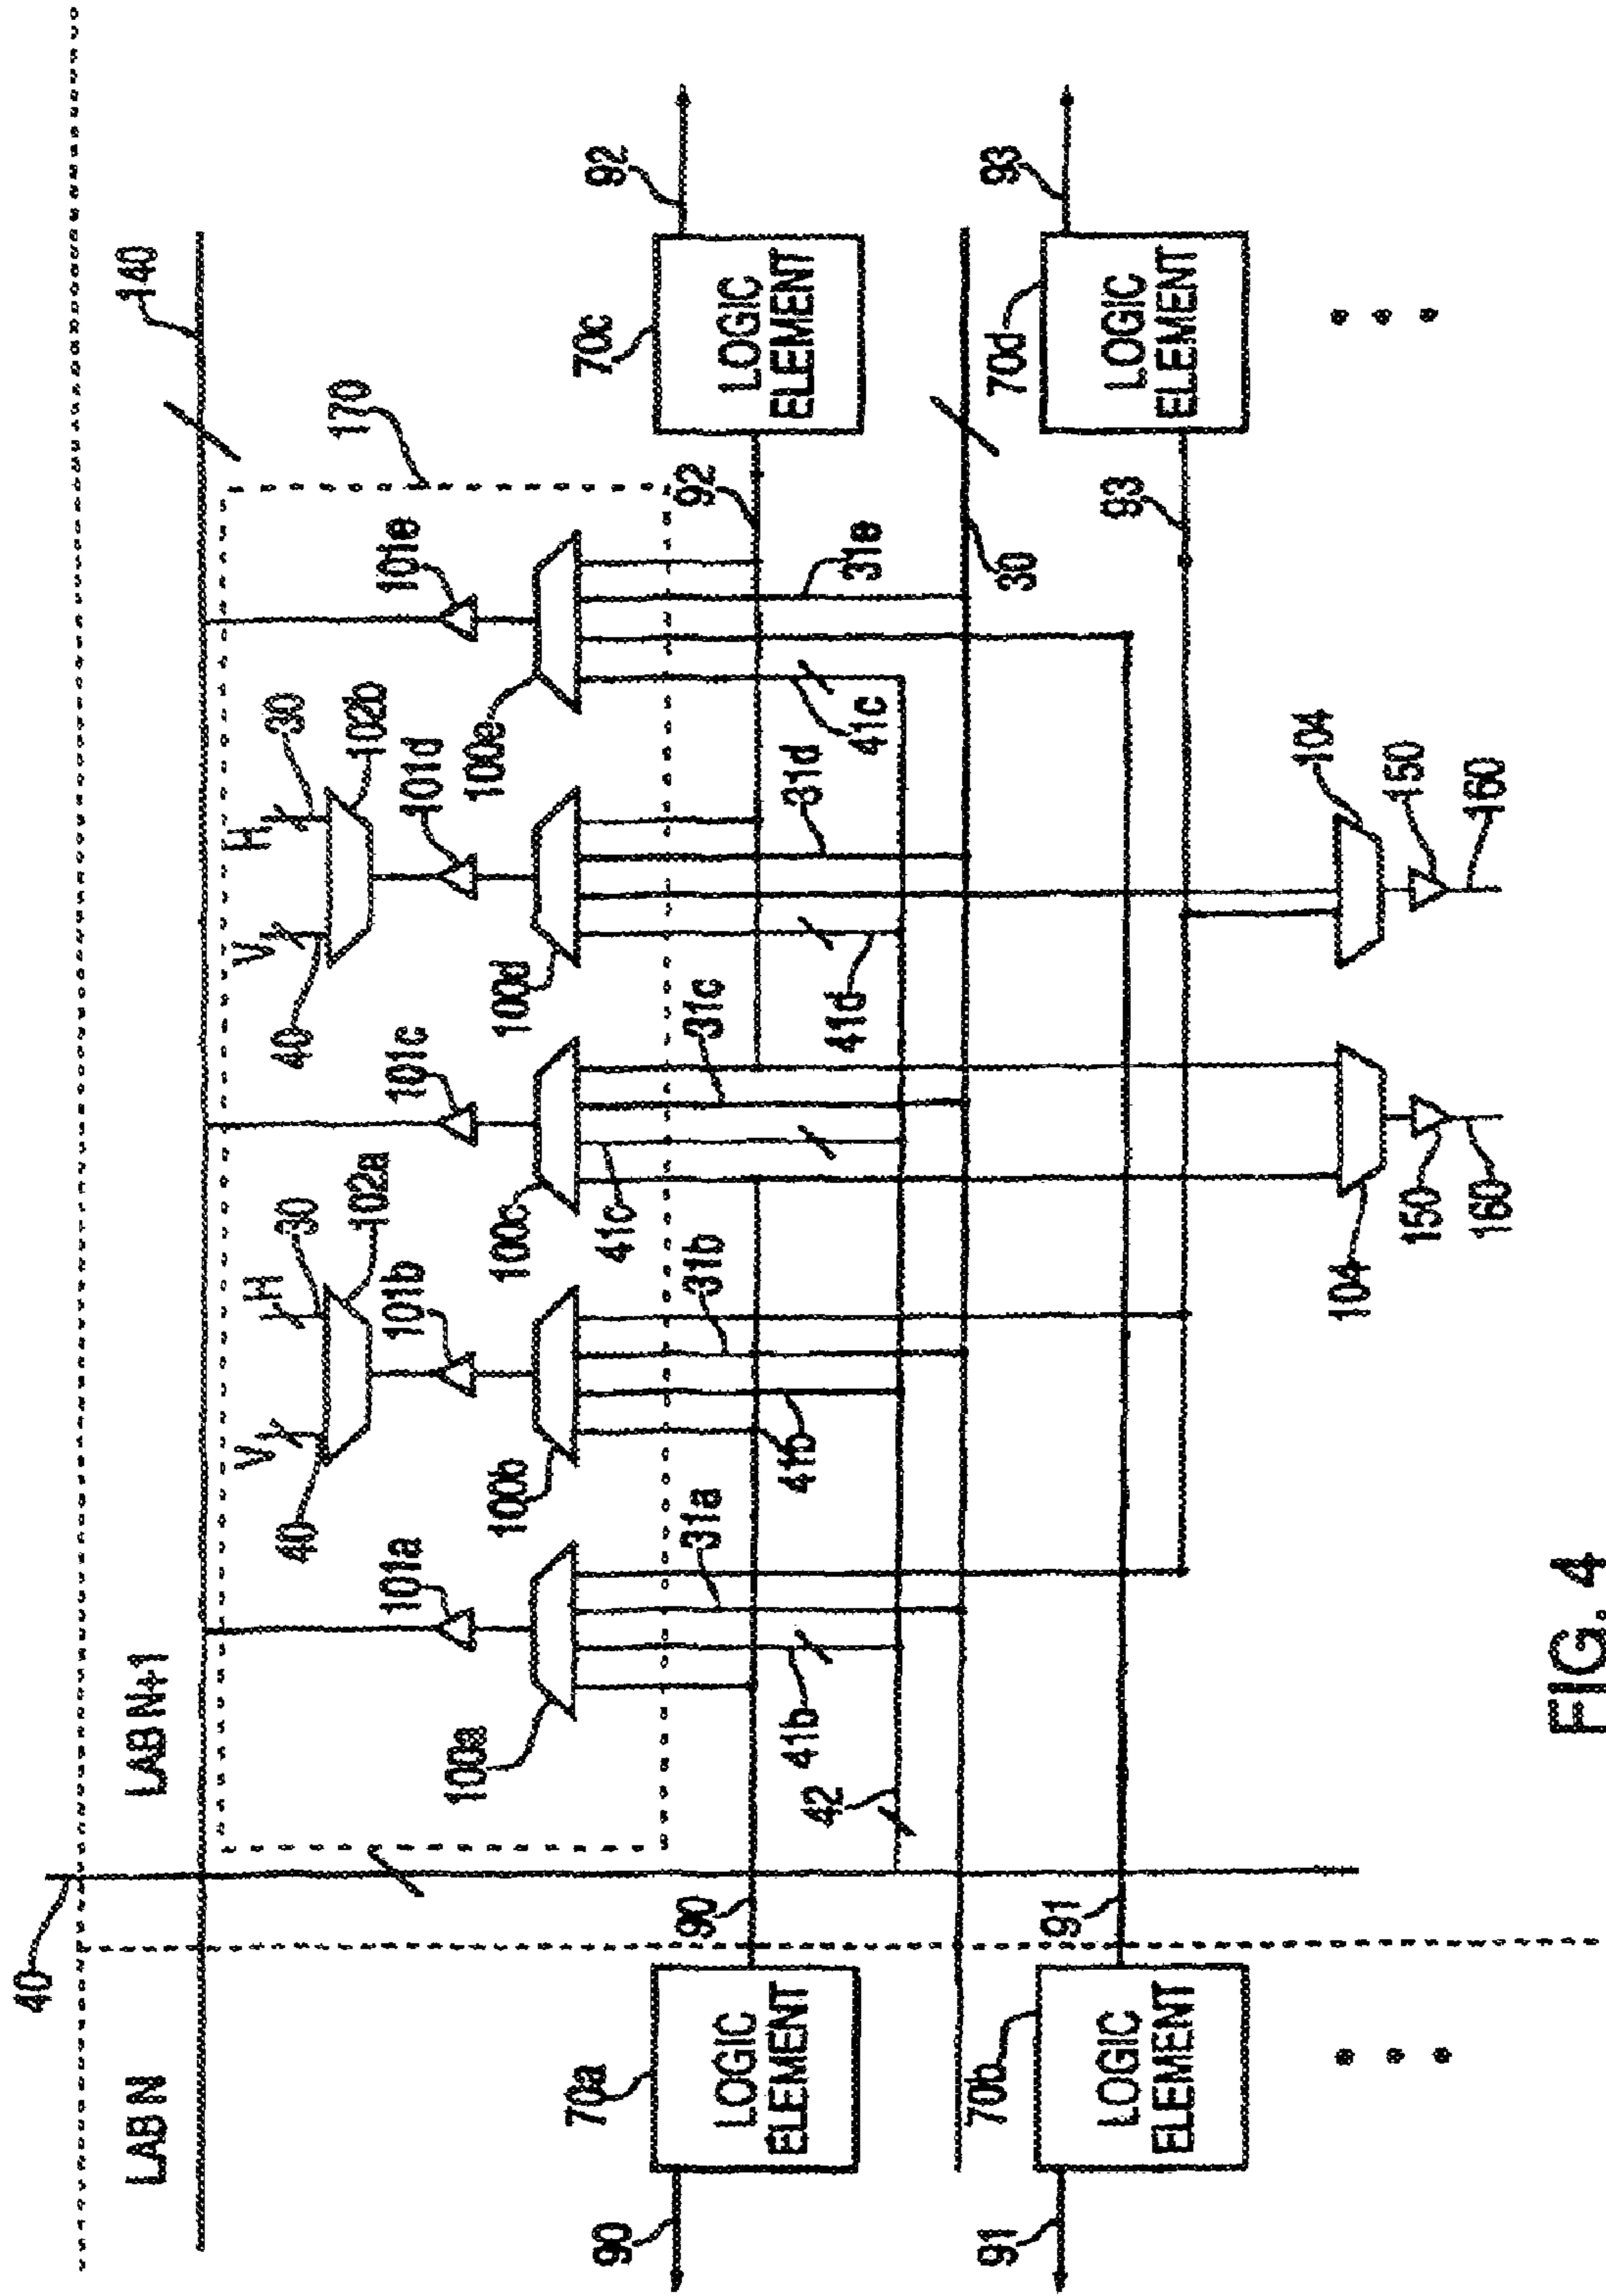 LAB N
LAB N+1
40
140
170
V
H
40
30
102a
V
H
40
30
102b
101a
101b
101c
101d
101e
100a
100b
100c
100d
100e
90
70a
LOGIC
ELEMENT
90
31a
31b
31c
31d
31e
92
70c
LOGIC
ELEMENT
92
42
41b
41b
41c
41d
41c
30
91
70b
LOGIC
ELEMENT
91
93
70d
LOGIC
ELEMENT
93
104
104
150
150
160
160
FIG. 4